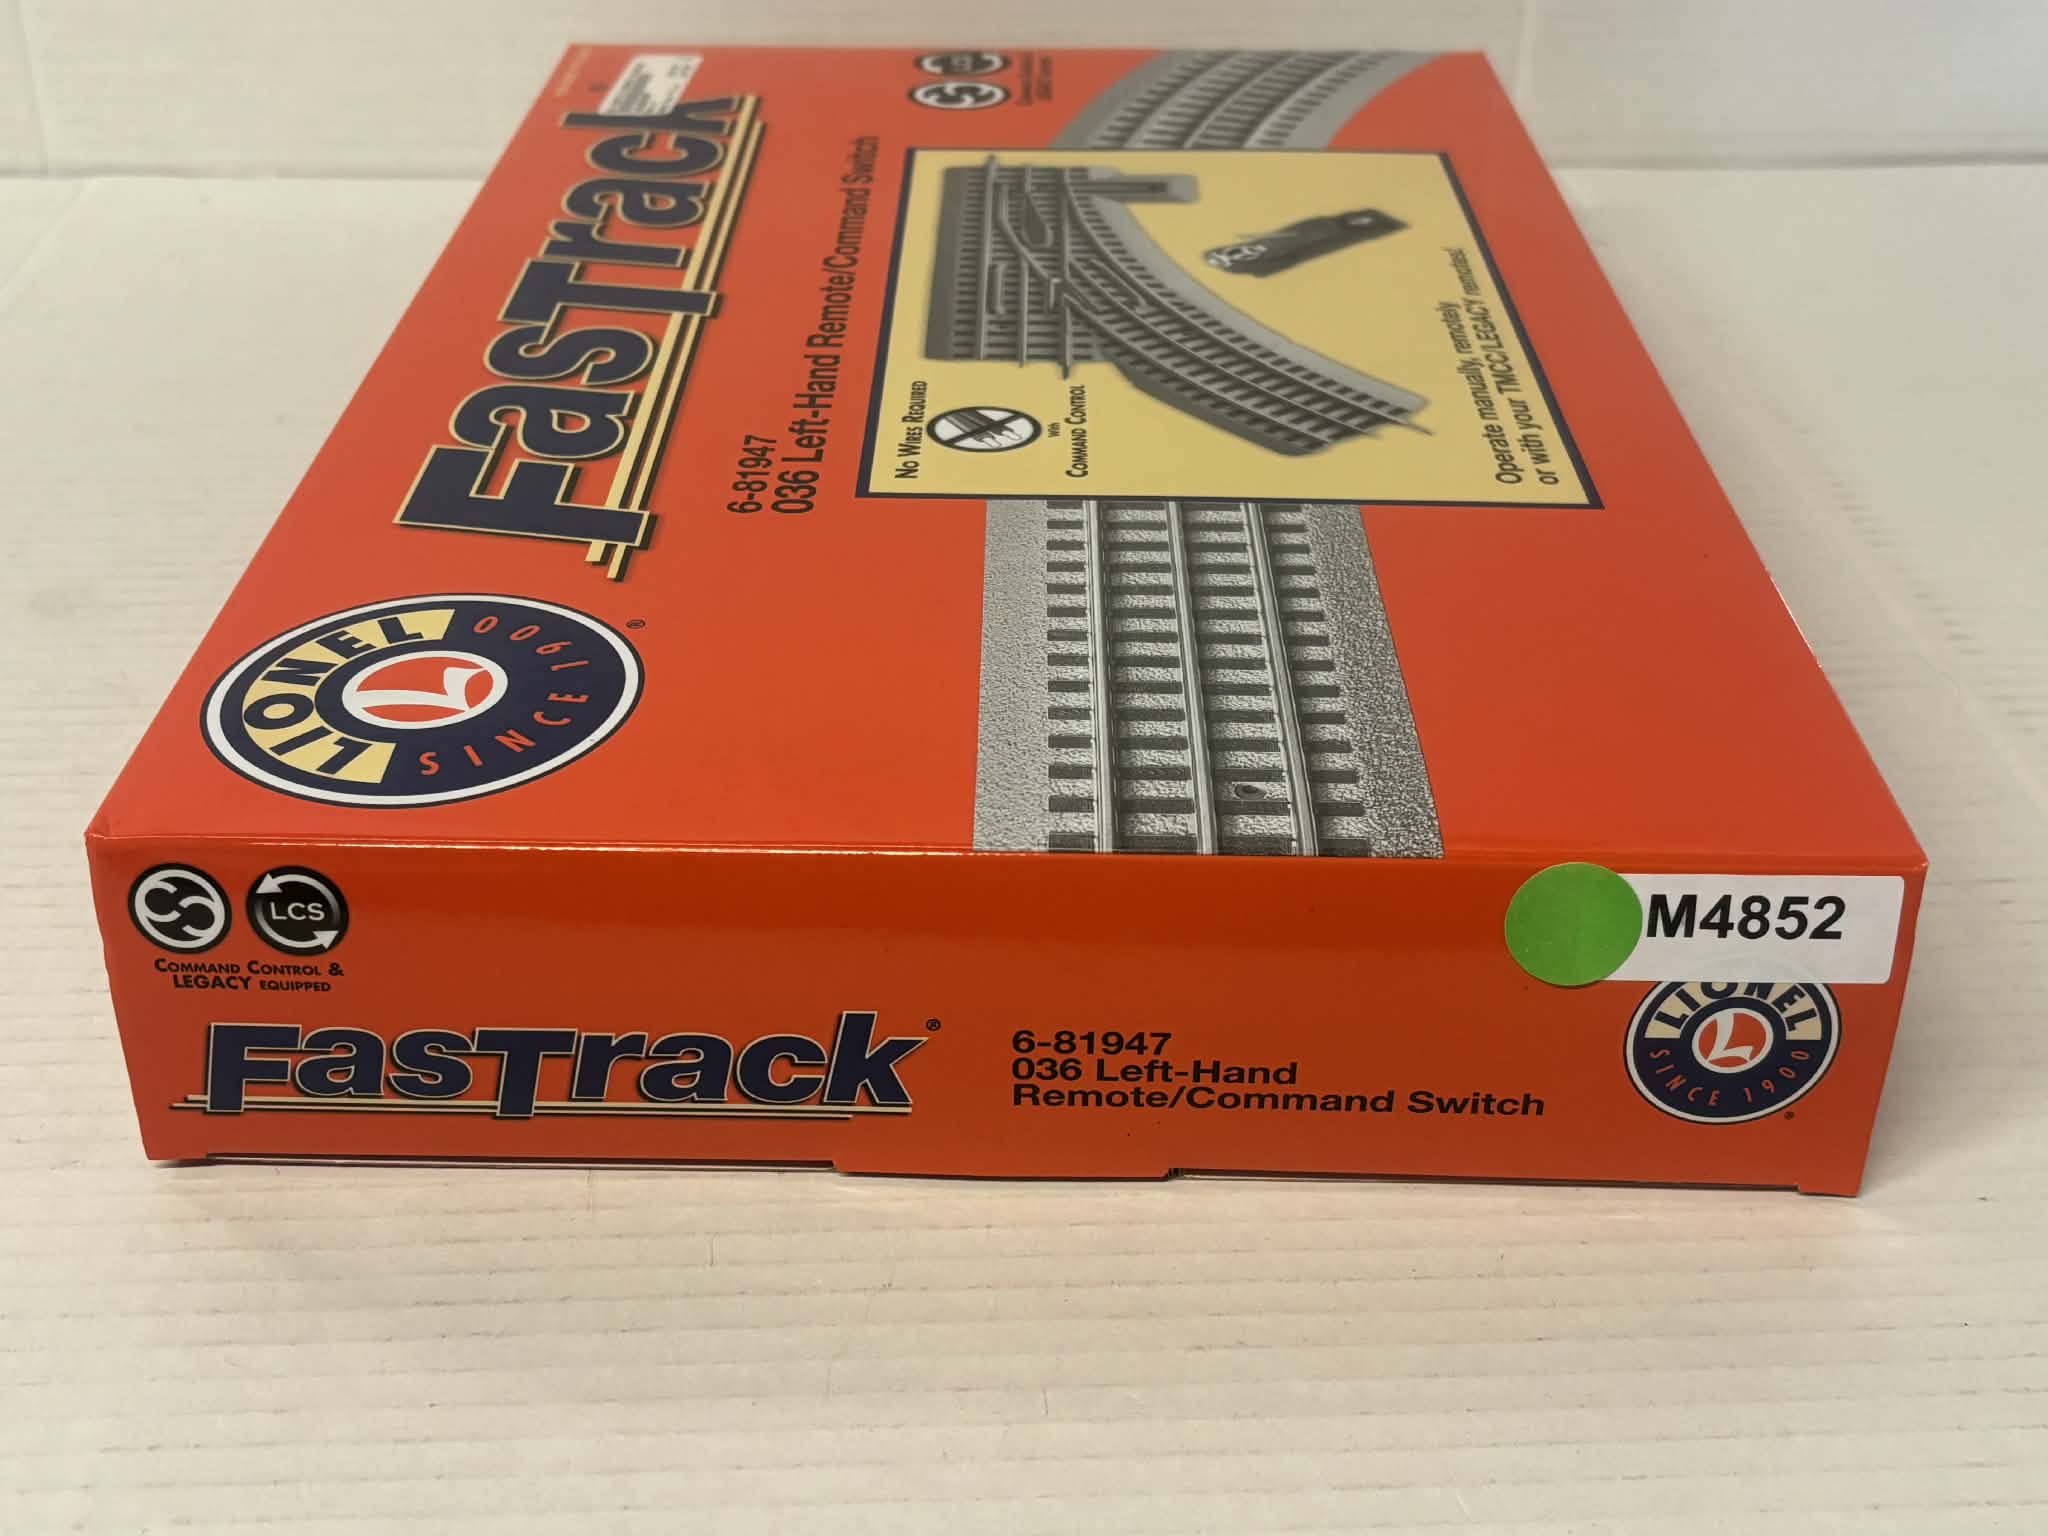 FasTrack
6-81947
036 Left-Hand Remote/Command Switch
NO WIRES REQUIRED
With
COMMAND CONTROL
Operate manually, remotely
or with your TMCC/LEGACY remotes!
LIONEL
SINCE 1900
®
LCS
COMMAND CONTROL &
LEGACY EQUIPPED
FasTrack®
6-81947
036 Left-Hand
Remote/Command Switch
M4852
LIONEL
SINCE 1900
®